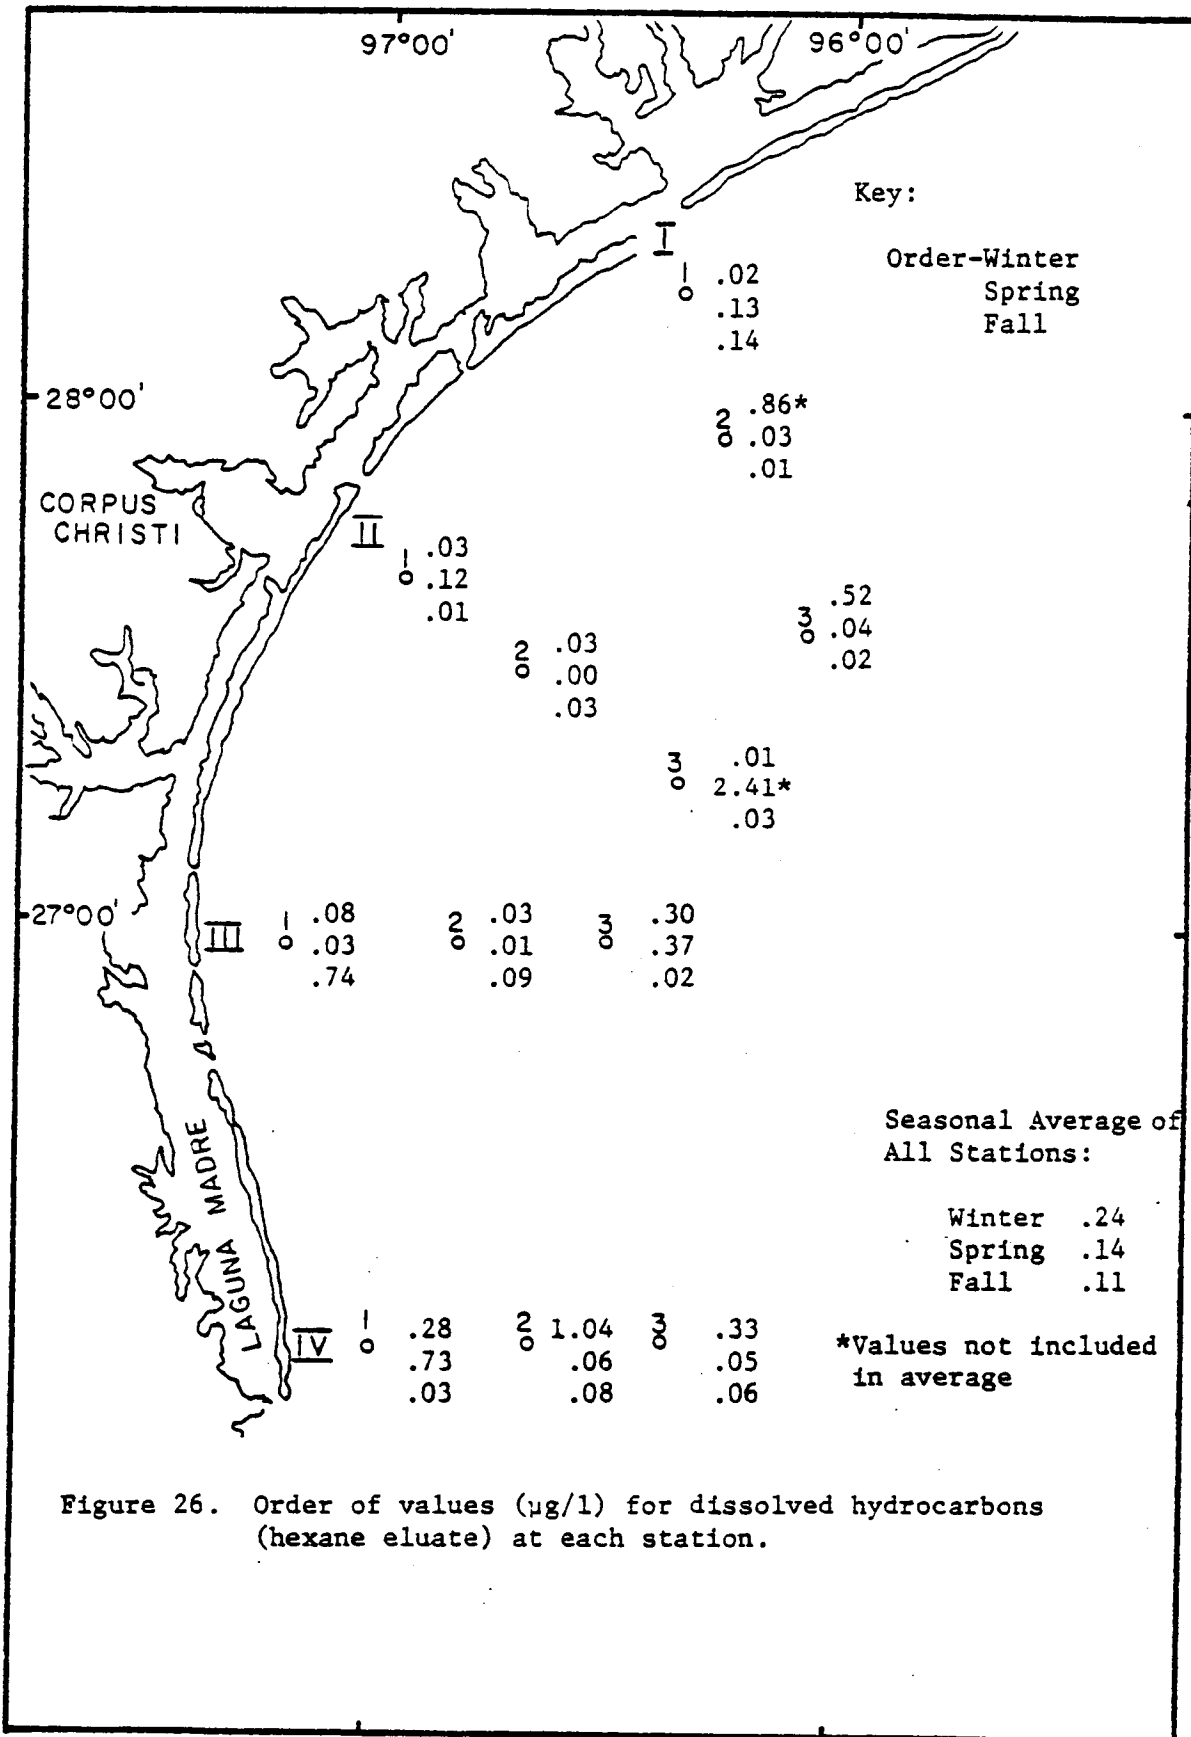 97°00'
96°00'
Key:
Order-Winter
Spring
Fall
I
1 .02
.13
.14
28°00'
2 .86*
.03
.01
CORPUS
CHRISTI
II
1 .03
.12
.01
3 .52
.04
.02
2 .03
.00
.03
3 .01
2.41*
.03
27°00'
III
1 .08
.03
.74
2 .03
.01
.09
3 .30
.37
.02
LAGUNA MADRE
Seasonal Average of
All Stations:
Winter .24
Spring .14
Fall .11
IV
1 .28
.73
.03
2 1.04
.06
.08
3 .33
.05
.06
*Values not included
in average
Figure 26. Order of values (µg/l) for dissolved hydrocarbons
(hexane eluate) at each station.